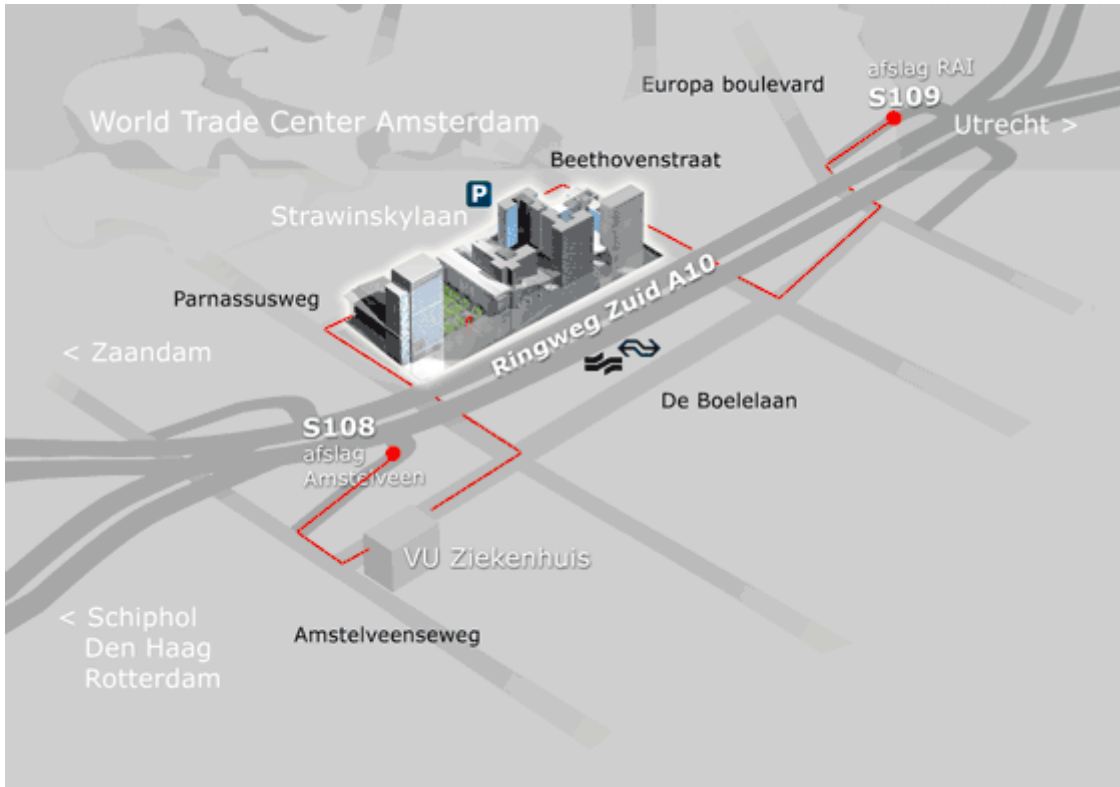 Europa boulevard
afslag RAI
S109
Utrecht >
World Trade Center Amsterdam
Beethovenstraat
P
Strawinskylaan
Parnassusweg
Ringweg Zuid A10
< Zaandam
De Boelelaan
S108
afslag
Amstelveen
VU Ziekenhuis
< Schiphol
Den Haag
Rotterdam
Amstelveenseweg